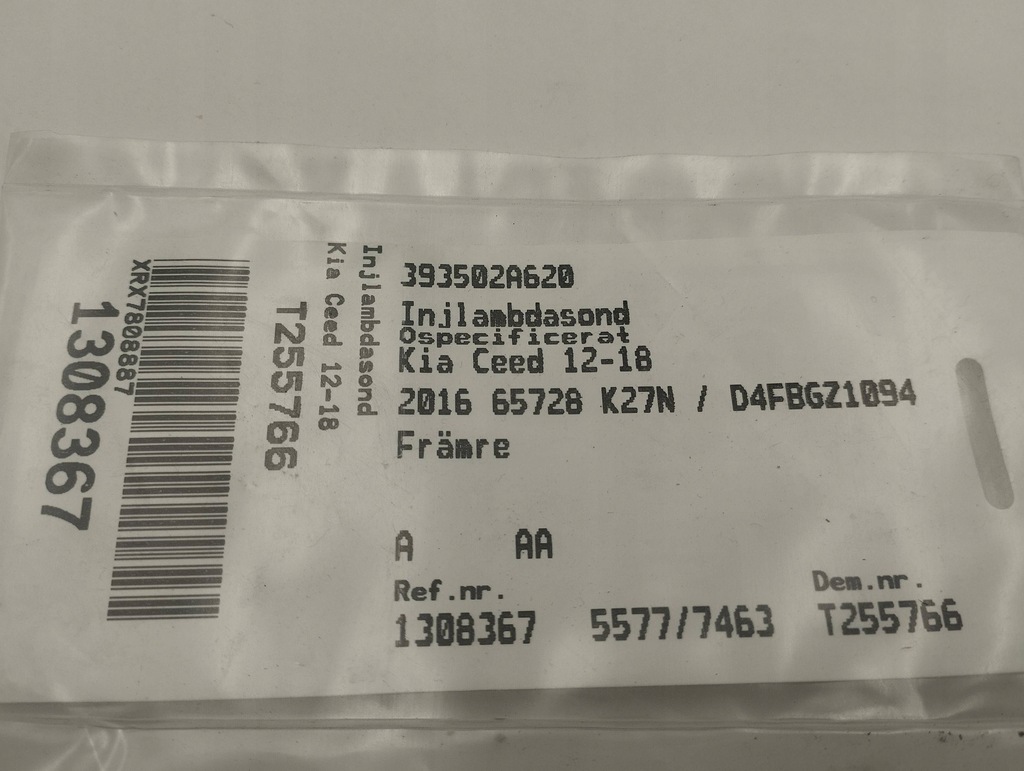 393502A620
Injlambdasond
Ospecificerat
Kia Ceed 12-18
2016 65728 K27N / D4FBGZ1094
Främre
A AA
Ref.nr. Dem.nr.
1308367 5577/7463 T255766
Injlambdasond
Kia Ceed 12-18
T255766
XRX7808887
1308367